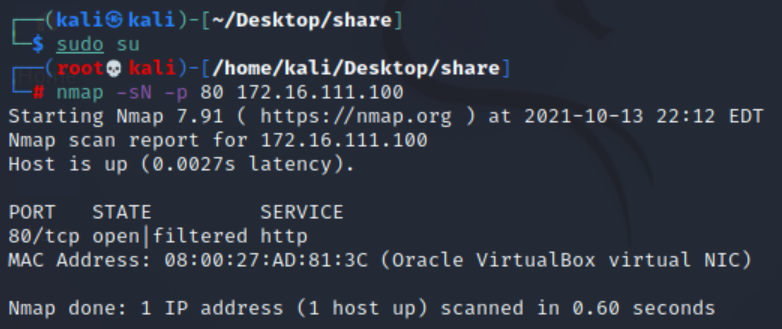 ┌──(kali㉿kali)-[~/Desktop/share]
└─$ sudo su
┌──(root💀kali)-[/home/kali/Desktop/share]
└─# nmap -sN -p 80 172.16.111.100
Starting Nmap 7.91 ( https://nmap.org ) at 2021-10-13 22:12 EDT
Nmap scan report for 172.16.111.100
Host is up (0.0027s latency).
PORT   STATE         SERVICE
80/tcp open|filtered http
MAC Address: 08:00:27:AD:81:3C (Oracle VirtualBox virtual NIC)
Nmap done: 1 IP address (1 host up) scanned in 0.60 seconds